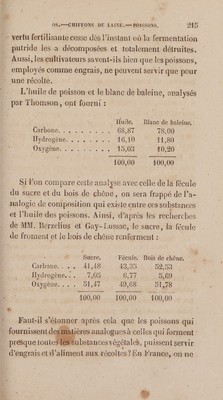 OS.—CHIFFONS DE LAINE.—POISSONS. 215
vertu fertilisante cesse dès l'instant où la fermentation
putride les a décomposées et totalement détruites.
Aussi, les cultivateurs savent-ils bien que les poissons,
employés comme engrais, ne peuvent servir que pour
une récolte.
L'huile de poisson et le blanc de baleine, analysés
par Thomson, ont fourni :
Huile. Blanc de baleine.
Carbone. . . . . . . . . 68,87 78,00
Hydrogène. . . . . . . . 16,10 11,80
Oxygène. . . . . . . . . 15,03 10,20
100,00 100,00
Si l'on compare cette analyse avec celle de la fécule
du sucre et du bois de chêne, on sera frappé de l'a-
nalogie de composition qui existe entre ces substances
et l'huile des poissons. Ainsi, d'après les recherches
de MM. Berzelius et Gay-Lussac, le sucre, la fécule
de froment et le bois de chêne renferment :
Sucre. Fécule. Bois de chêne.
Carbone. . . . 41,48 43,55 52,53
Hydrogène. . . 7,05 6,77 5,69
Oxygène. . . . 51,47 49,68 51,78
100,00 100,00 100,00
Faut-il s'étonner après cela que les poissons qui
fournissent des matières analogues à celles qui forment
presque toutes les substances végétales, puissent servir
d'engrais et d'aliment aux récoltes? En France, on ne